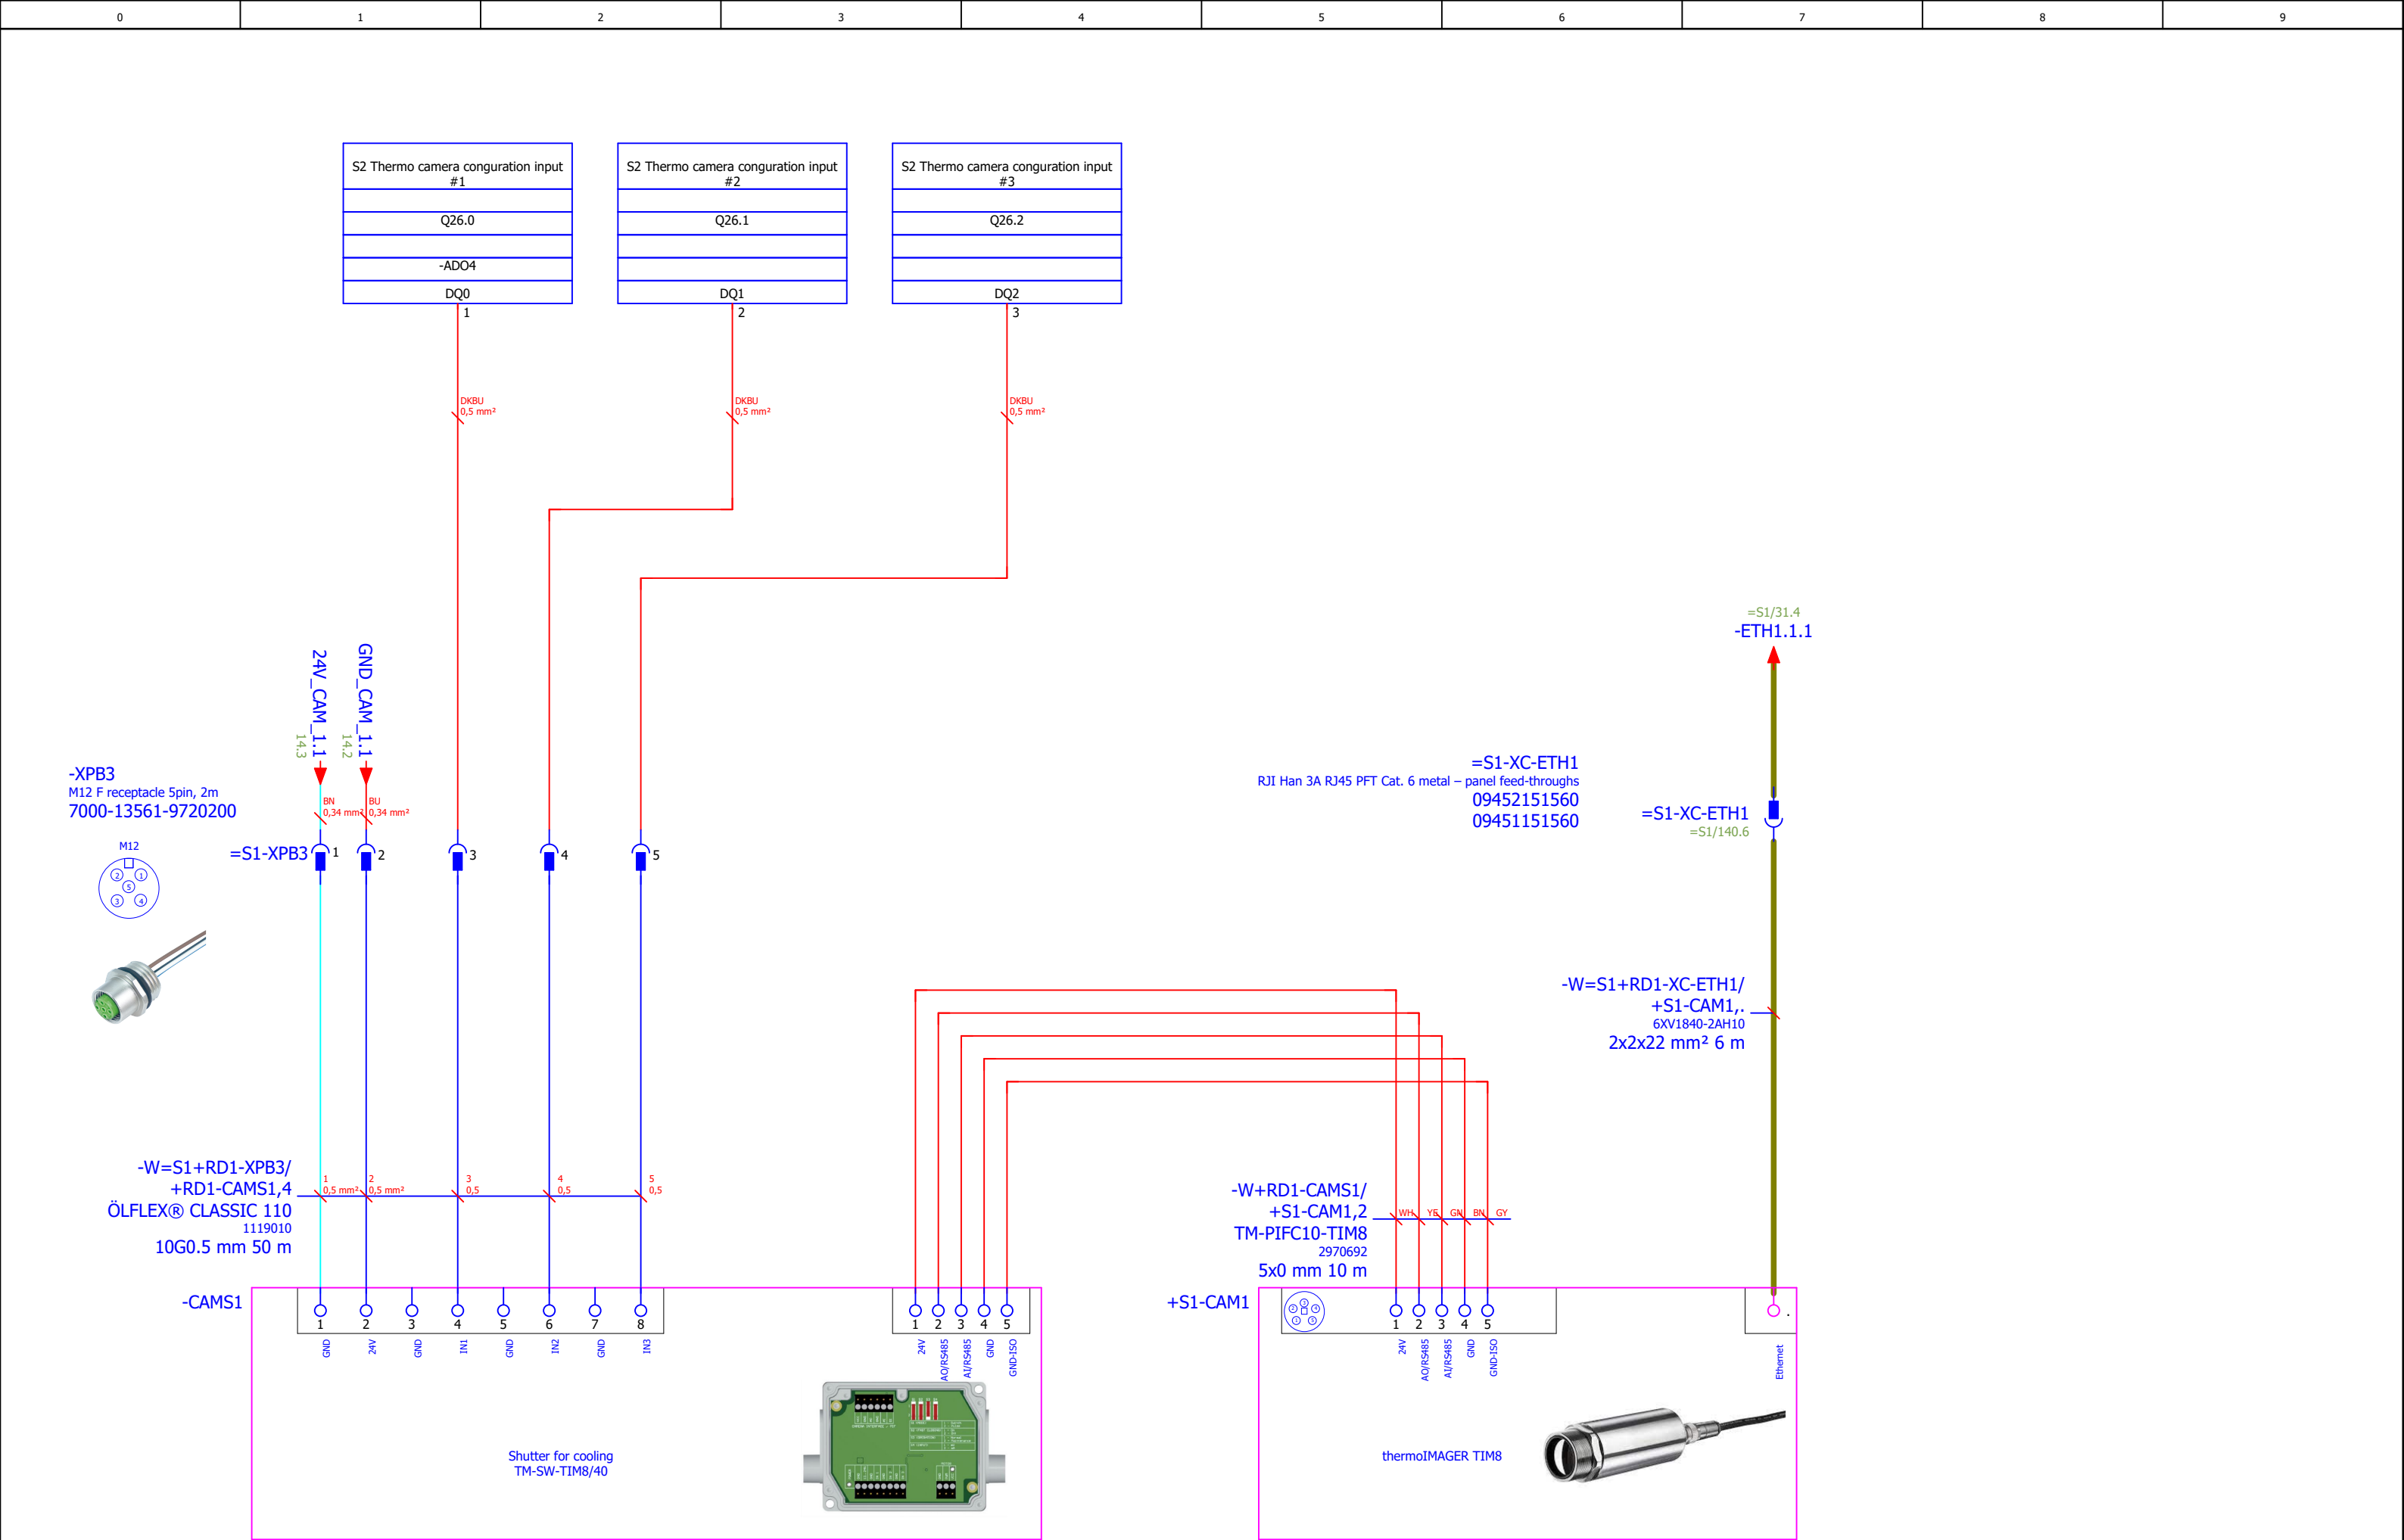 0 1 2 3 4 5 6 7 8 9
S2 Thermo camera conguration input
#1
Q26.0
-ADO4
DQ0
1
S2 Thermo camera conguration input
#2
Q26.1
DQ1
2
S2 Thermo camera conguration input
#3
Q26.2
DQ2
3
DKBU
0,5 mm²
DKBU
0,5 mm²
DKBU
0,5 mm²
=S1/31.4
-ETH1.1.1
24V_CAM_1.1
14.3
GND_CAM_1.1
14.2
-XPB3
M12 F receptacle 5pin, 2m
7000-13561-9720200
BN
0,34 mm²
BU
0,34 mm²
M12
2 1
5
3 4
=S1-XPB3 1 2 3 4 5
=S1-XC-ETH1
RJI Han 3A RJ45 PFT Cat. 6 metal – panel feed-throughs
09452151560
09451151560
=S1-XC-ETH1
=S1/140.6
-W=S1+RD1-XC-ETH1/
+S1-CAM1,.
6XV1840-2AH10
2x2x22 mm² 6 m
-W=S1+RD1-XPB3/
+RD1-CAMS1,4
ÖLFLEX® CLASSIC 110
1119010
10G0.5 mm 50 m
1
0,5 mm²
2
0,5 mm²
3
0,5
4
0,5
5
0,5
-W+RD1-CAMS1/
+S1-CAM1,2
TM-PIFC10-TIM8
2970692
5x0 mm 10 m
WH YE GN BN GY
-CAMS1
1 2 3 4 5 6 7 8
GND 24V GND IN1 GND IN2 GND IN3
1 2 3 4 5
24V AO/RS485 AI/RS485 GND GND-ISO
Shutter for cooling
TM-SW-TIM8/40
+S1-CAM1
2 3 4
1 5
1 2 3 4 5 .
24V AO/RS485 AI/RS485 GND GND-ISO Ethernet
thermoIMAGER TIM8